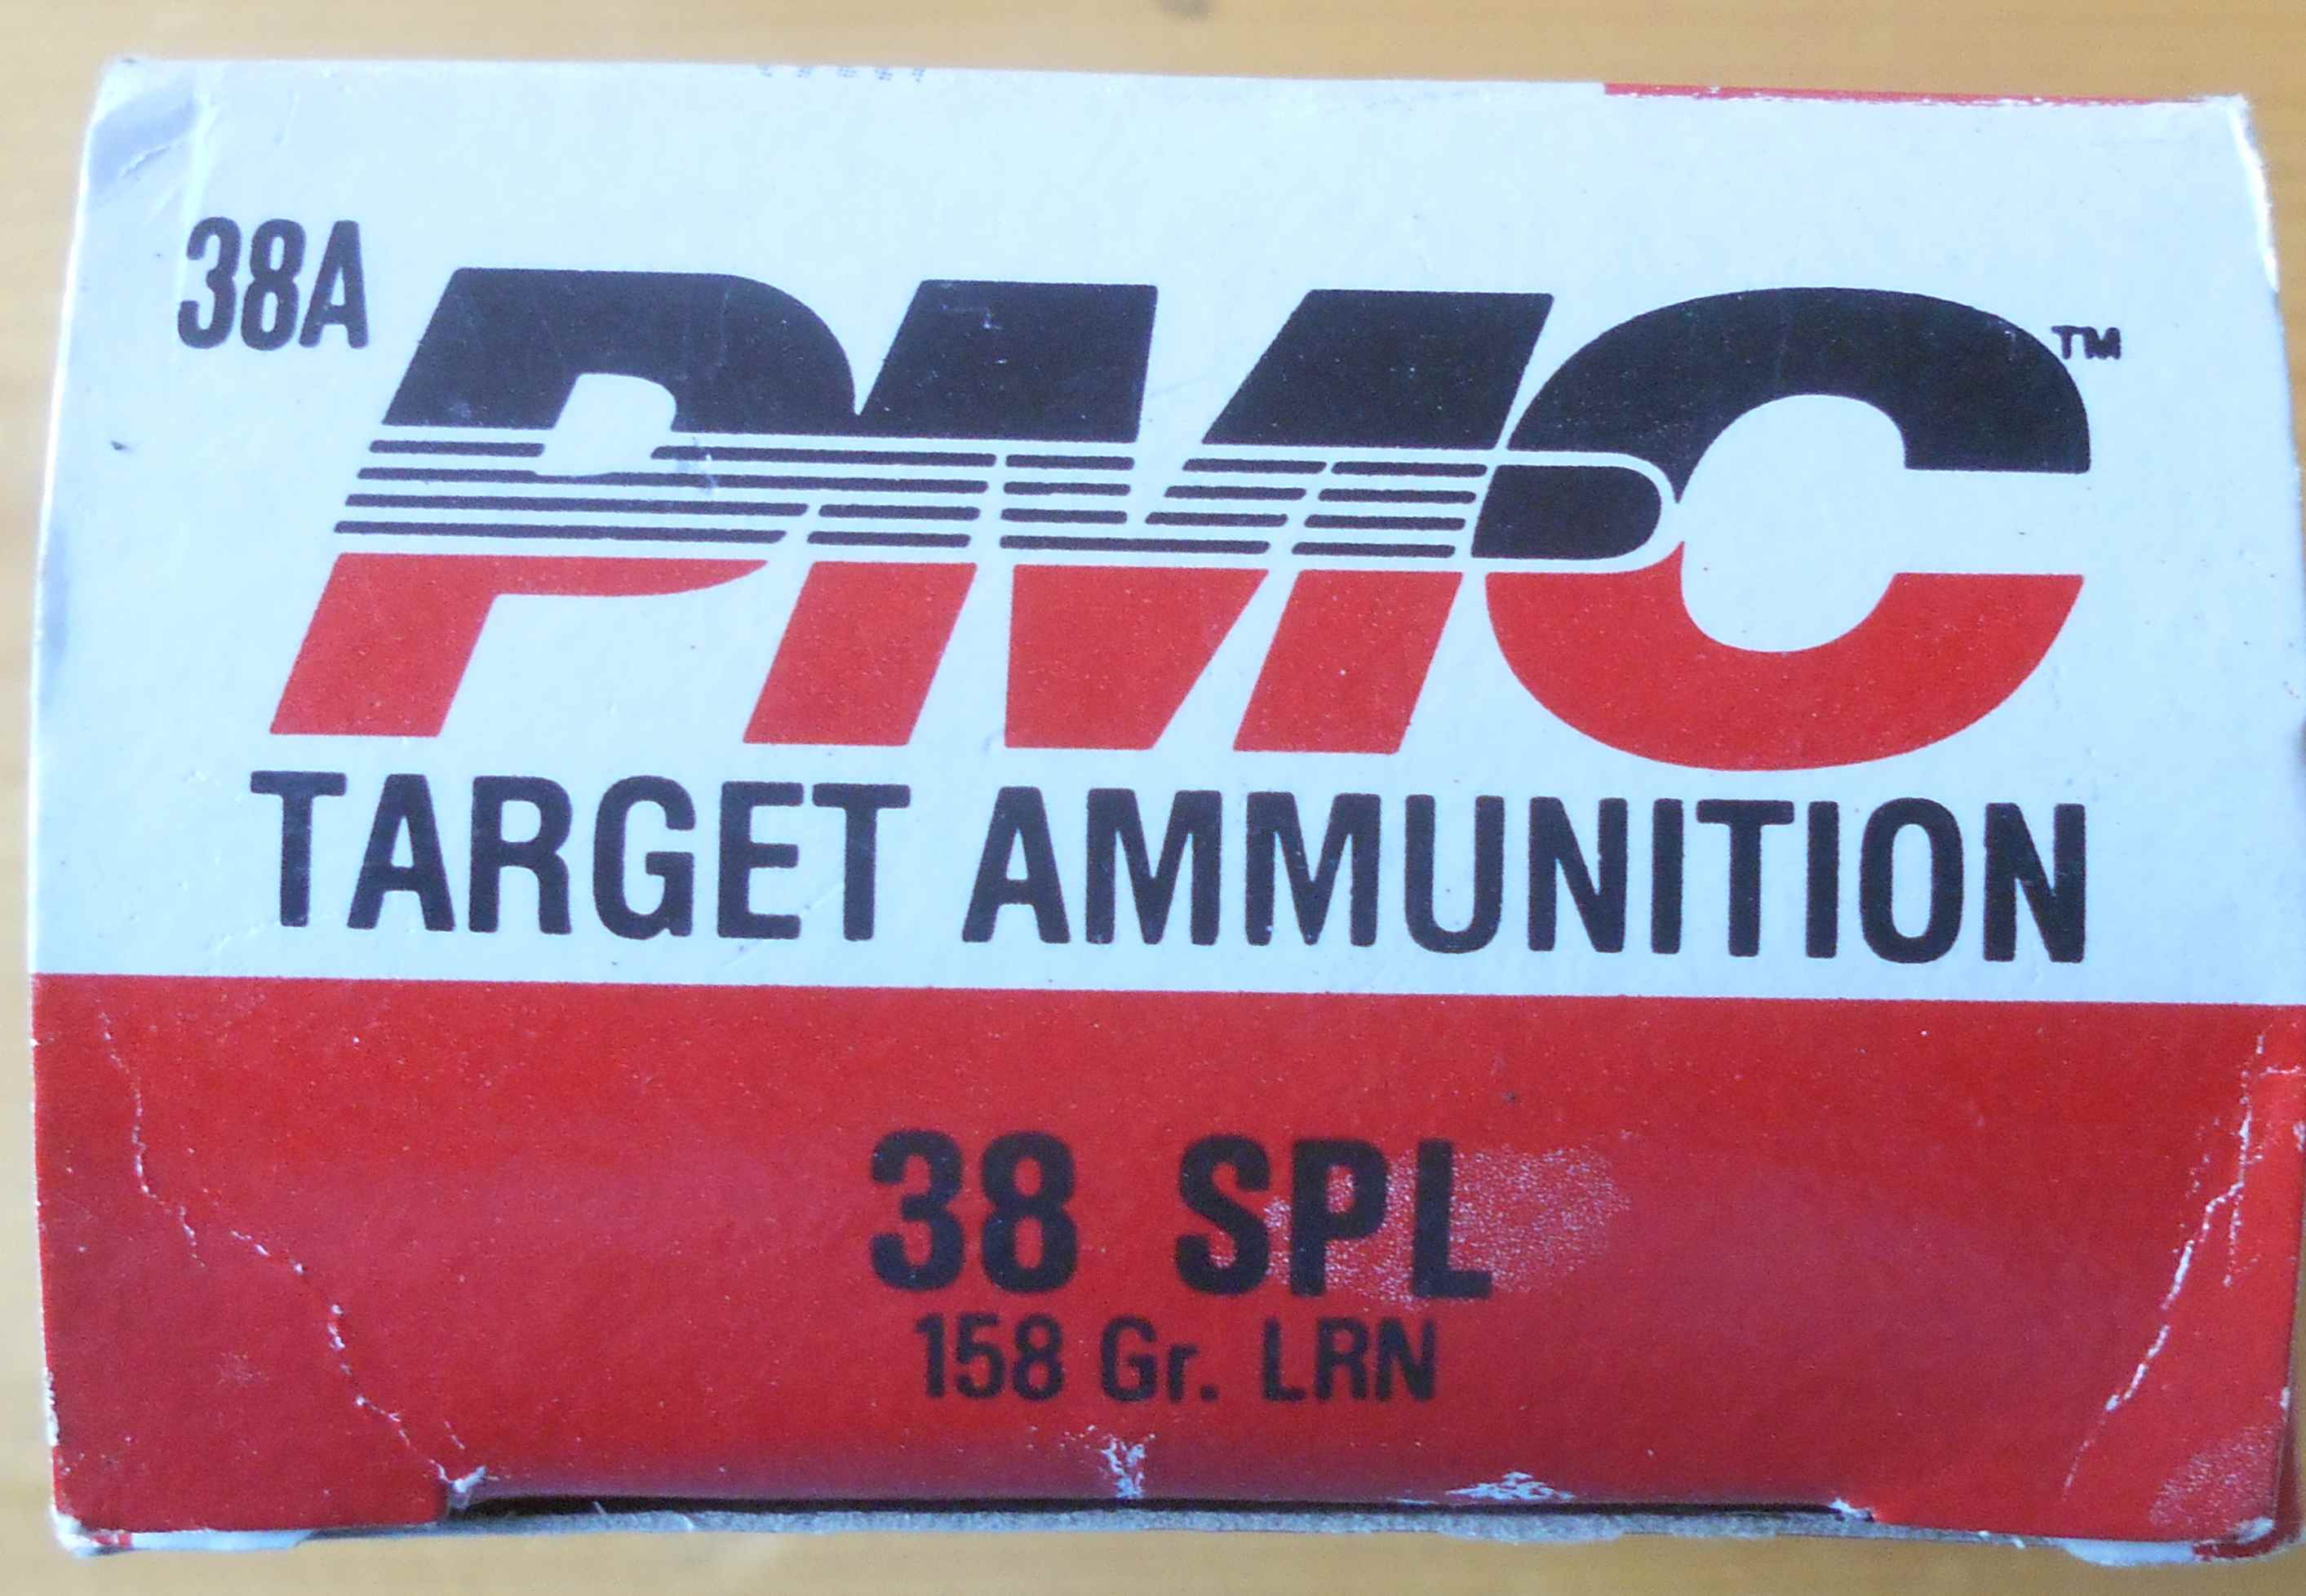 38A
PMC™
TARGET AMMUNITION
38 SPL
158 Gr. LRN